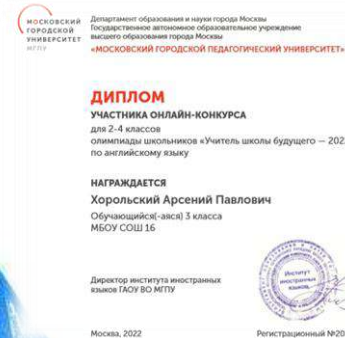 МОСКОВСКИЙ
ГОРОДСКОЙ
УНИВЕРСИТЕТ
МГПУ
Департамент образования и науки города Москвы
Государственное автономное образовательное учреждение
высшего образования города Москвы
«МОСКОВСКИЙ ГОРОДСКОЙ ПЕДАГОГИЧЕСКИЙ УНИВЕРСИТЕТ»
ДИПЛОМ
УЧАСТНИКА ОНЛАЙН-КОНКУРСА
для 2-4 классов
олимпиады школьников «Учитель школы будущего — 202
по английскому языку
НАГРАЖДАЕТСЯ
Хорольский Арсений Павлович
Обучающийся(-аяся) 3 класса
МБОУ СОШ 16
Институт
иностранных
языков
Директор института иностранных
языков ГАОУ ВО МГПУ
Москва, 2022
Регистрационный №20